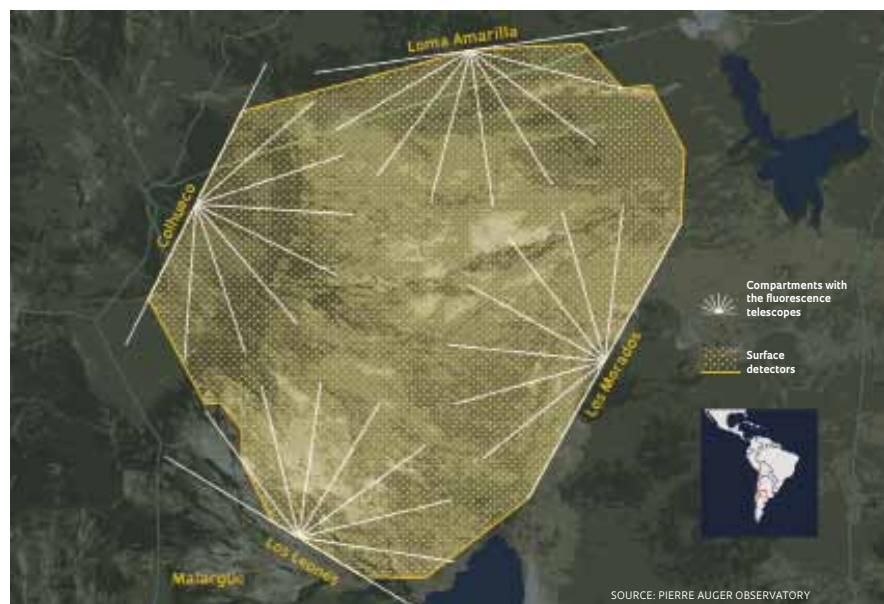 Loma Amarilla
Coihueco
Los Morados
Los Leones
Malargüe
Compartments with
the fluorescence
telescopes
Surface
detectors
SOURCE: PIERRE AUGER OBSERVATORY